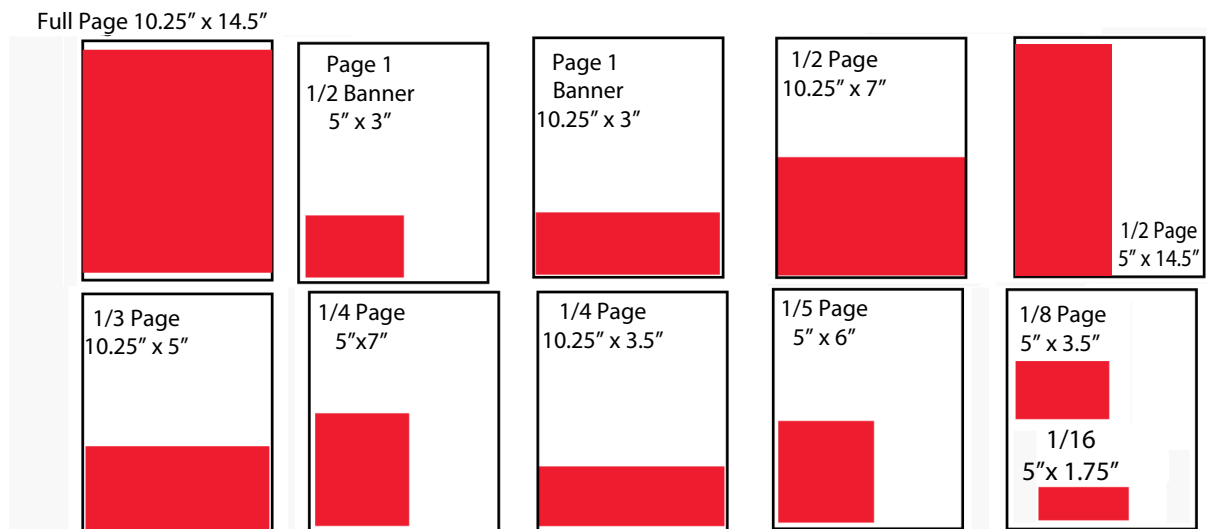 Full Page 10.25” x 14.5”
Page 1
1/2 Banner
5” x 3”
Page 1
Banner
10.25” x 3”
1/2 Page
10.25” x 7”
1/2 Page
5” x 14.5”
1/3 Page
10.25” x 5”
1/4 Page
5”x7”
1/4 Page
10.25” x 3.5”
1/5 Page
5” x 6”
1/8 Page
5” x 3.5”
1/16
5”x 1.75”